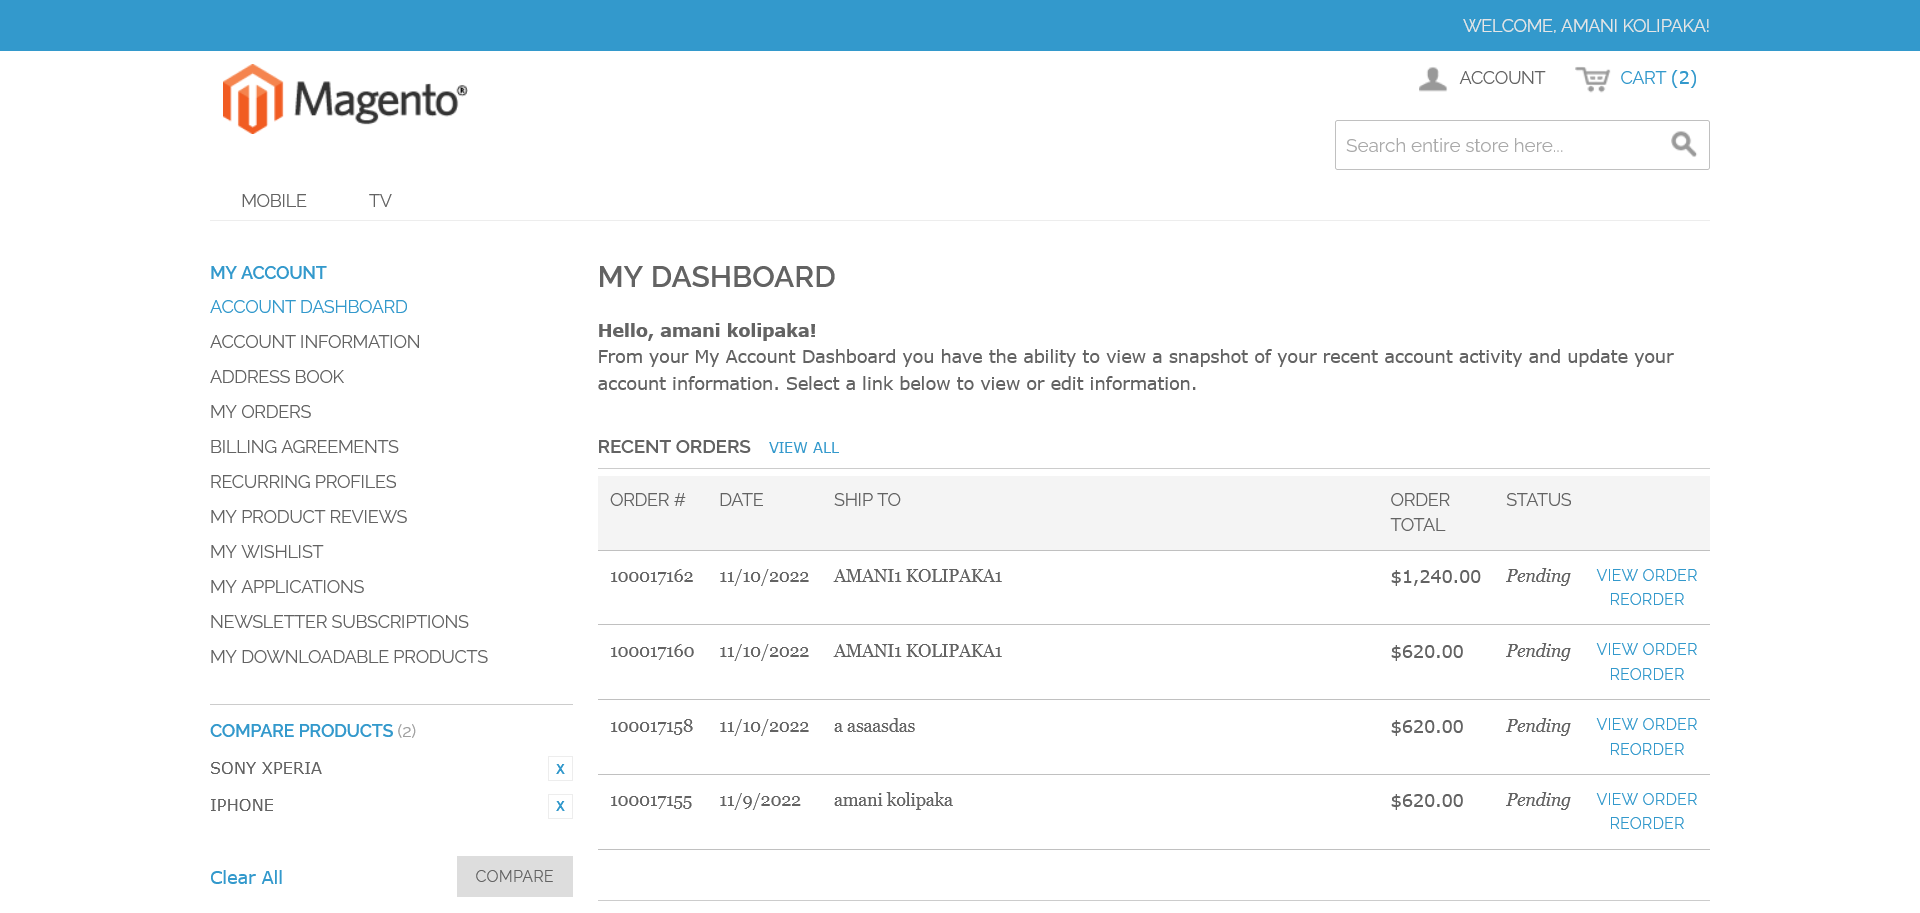 WELCOME, AMANI KOLIPAKA!
Magento®
ACCOUNT
CART (2)
Search entire store here...
MOBILE TV
MY ACCOUNT
ACCOUNT DASHBOARD
ACCOUNT INFORMATION
ADDRESS BOOK
MY ORDERS
BILLING AGREEMENTS
RECURRING PROFILES
MY PRODUCT REVIEWS
MY WISHLIST
MY APPLICATIONS
NEWSLETTER SUBSCRIPTIONS
MY DOWNLOADABLE PRODUCTS
COMPARE PRODUCTS (2)
SONY XPERIA X
IPHONE X
Clear All COMPARE
MY DASHBOARD
Hello, amani kolipaka!
From your My Account Dashboard you have the ability to view a snapshot of your recent account activity and update your
account information. Select a link below to view or edit information.
RECENT ORDERS VIEW ALL
ORDER # DATE SHIP TO ORDER TOTAL STATUS
100017162 11/10/2022 AMANI1 KOLIPAKA1 $1,240.00 Pending VIEW ORDER
REORDER
100017160 11/10/2022 AMANI1 KOLIPAKA1 $620.00 Pending VIEW ORDER
REORDER
100017158 11/10/2022 a asaasdas $620.00 Pending VIEW ORDER
REORDER
100017155 11/9/2022 amani kolipaka $620.00 Pending VIEW ORDER
REORDER